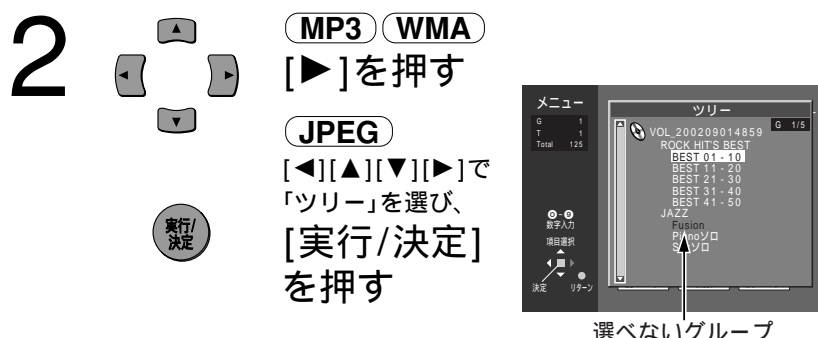 2
MP3 WMA
[▶]を押す
JPEG
[◀][▲][▼][▶]で
「ツリー」を選び、
[実行/決定]
を押す
実行/
決定
メニュー
G 1
T 1
Total 125
0-9
数字入力
項目選択
決定 リターン
ツリー
G 1/5
VOL_200209014859
ROCK HIT'S BEST
BEST 01 - 10
BEST 11 - 20
BEST 21 - 30
BEST 31 - 40
BEST 41 - 50
JAZZ
Fusion
Pianoソロ
ソロ
選べないグループ